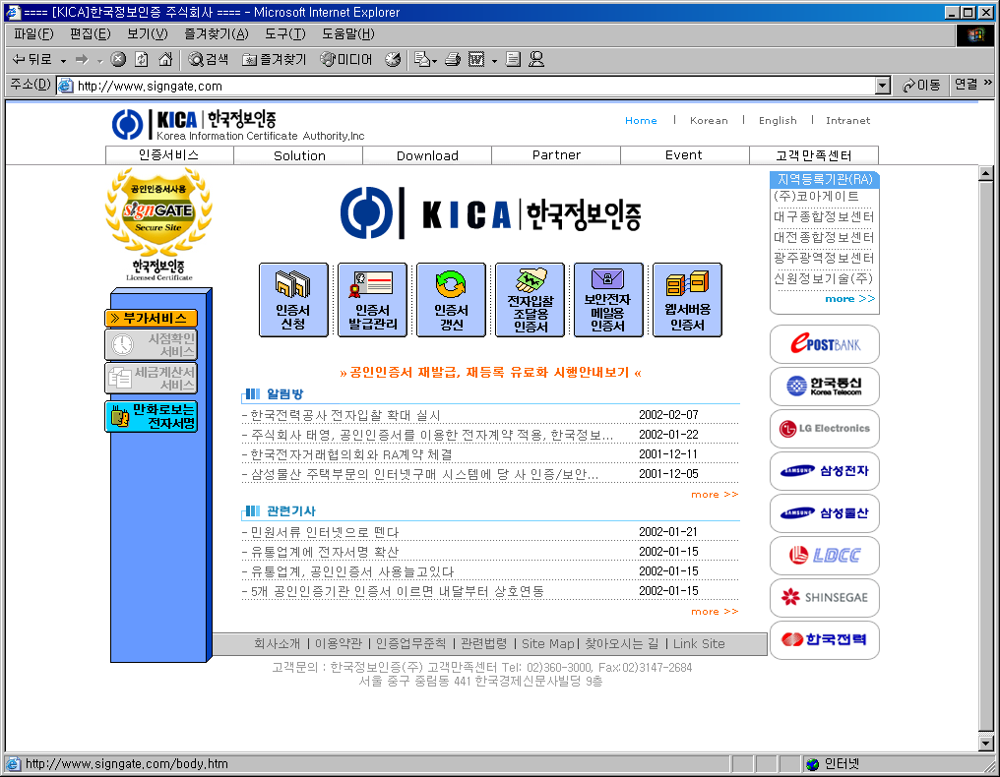 ==== [KICA]한국정보인증 주식회사 ==== - Microsoft Internet Explorer
파일(F) 편집(E) 보기(V) 즐겨찾기(A) 도구(T) 도움말(H)
뒤로 검색 즐겨찾기 미디어
주소(D) http://www.signgate.com 이동 연결 »
KICA 한국정보인증
Korea Information Certificate Authority,Inc
Home | Korean | English | Intranet
인증서비스 Solution Download Partner Event 고객만족센터
공인인증서사용
SignGATE
Secure Site
한국정보인증
Licensed Certificate
» 부가서비스
시점확인
서비스
세금계산서
서비스
만화로보는
전자서명
KICA 한국정보인증
인증서
신청
인증서
발급관리
인증서
갱신
전자입찰
조달용
인증서
보안전자
메일용
인증서
웹서버용
인증서
» 공인인증서 재발급, 재등록 유료화 시행안내보기 «
알림방
- 한국전력공사 전자입찰 확대 실시 2002-02-07
- 주식회사 태영, 공인인증서를 이용한 전자계약 적용, 한국정보... 2002-01-22
- 한국전자거래협의회와 RA계약 체결 2001-12-11
- 삼성물산 주택부문의 인터넷구매 시스템에 당 사 인증/보안... 2001-12-05
more >>
관련기사
- 민원서류 인터넷으로 뗀다 2002-01-21
- 유통업계에 전자서명 확산 2002-01-15
- 유통업계, 공인인증서 사용늘고있다 2002-01-15
- 5개 공인인증기관 인증서 이르면 내달부터 상호연동 2002-01-15
more >>
지역등록기관(RA)
(주)코아게이트
대구종합정보센터
대전종합정보센터
광주광역정보센터
신원정보기술(주)
more >>
ePOSTBANK
한국통신
Korea Telecom
LG Electronics
SAMSUNG 삼성전자
SAMSUNG 삼성물산
LDCC
SHINSEGAE
한국전력
회사소개 | 이용약관 | 인증업무준칙 | 관련법령 | Site Map | 찾아오시는 길 | Link Site
고객문의 : 한국정보인증(주) 고객만족센터 Tel: 02)360-3000, Fax:02)3147-2684
서울 중구 중림동 441 한국경제신문사빌딩 9층
http://www.signgate.com/body.htm 인터넷